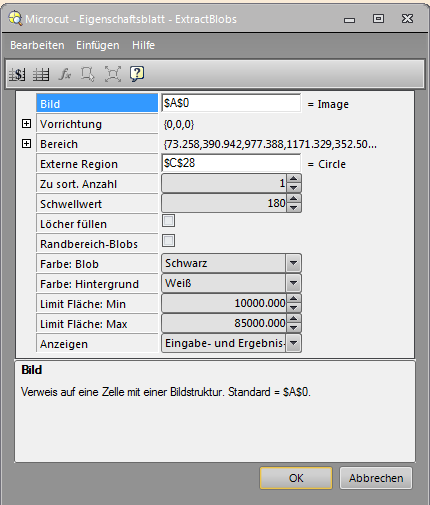 Microcut - Eigenschaftsblatt - ExtractBlobs
Bearbeiten Einfügen Hilfe
Bild $A$0 = Image
Vorrichtung {0,0,0}
Bereich {73.258,390.942,977.388,1171.329,352.50...
Externe Region $C$28 = Circle
Zu sort. Anzahl 1
Schwellwert 180
Löcher füllen
Randbereich-Blobs
Farbe: Blob Schwarz
Farbe: Hintergrund Weiß
Limit Fläche: Min 10000.000
Limit Fläche: Max 85000.000
Anzeigen Eingabe- und Ergebnis-
Bild
Verweis auf eine Zelle mit einer Bildstruktur. Standard = $A$0.
OK Abbrechen